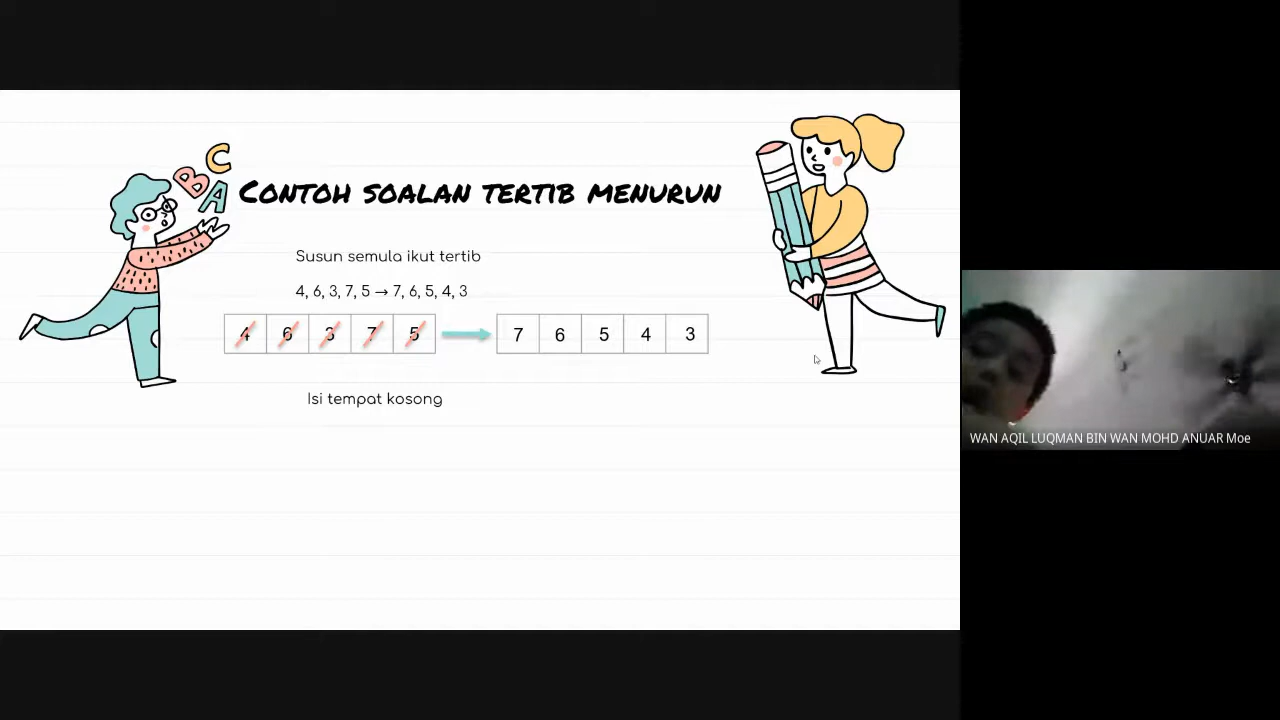 C
B
A
CONTOH SOALAN TERTIB MENURUN
Susun semula ikut tertib
4, 6, 3, 7, 5 → 7, 6, 5, 4, 3
4 6 3 7 5 7 6 5 4 3
Isi tempat kosong
WAN AQIL LUQMAN BIN WAN MOHD ANUAR Moe